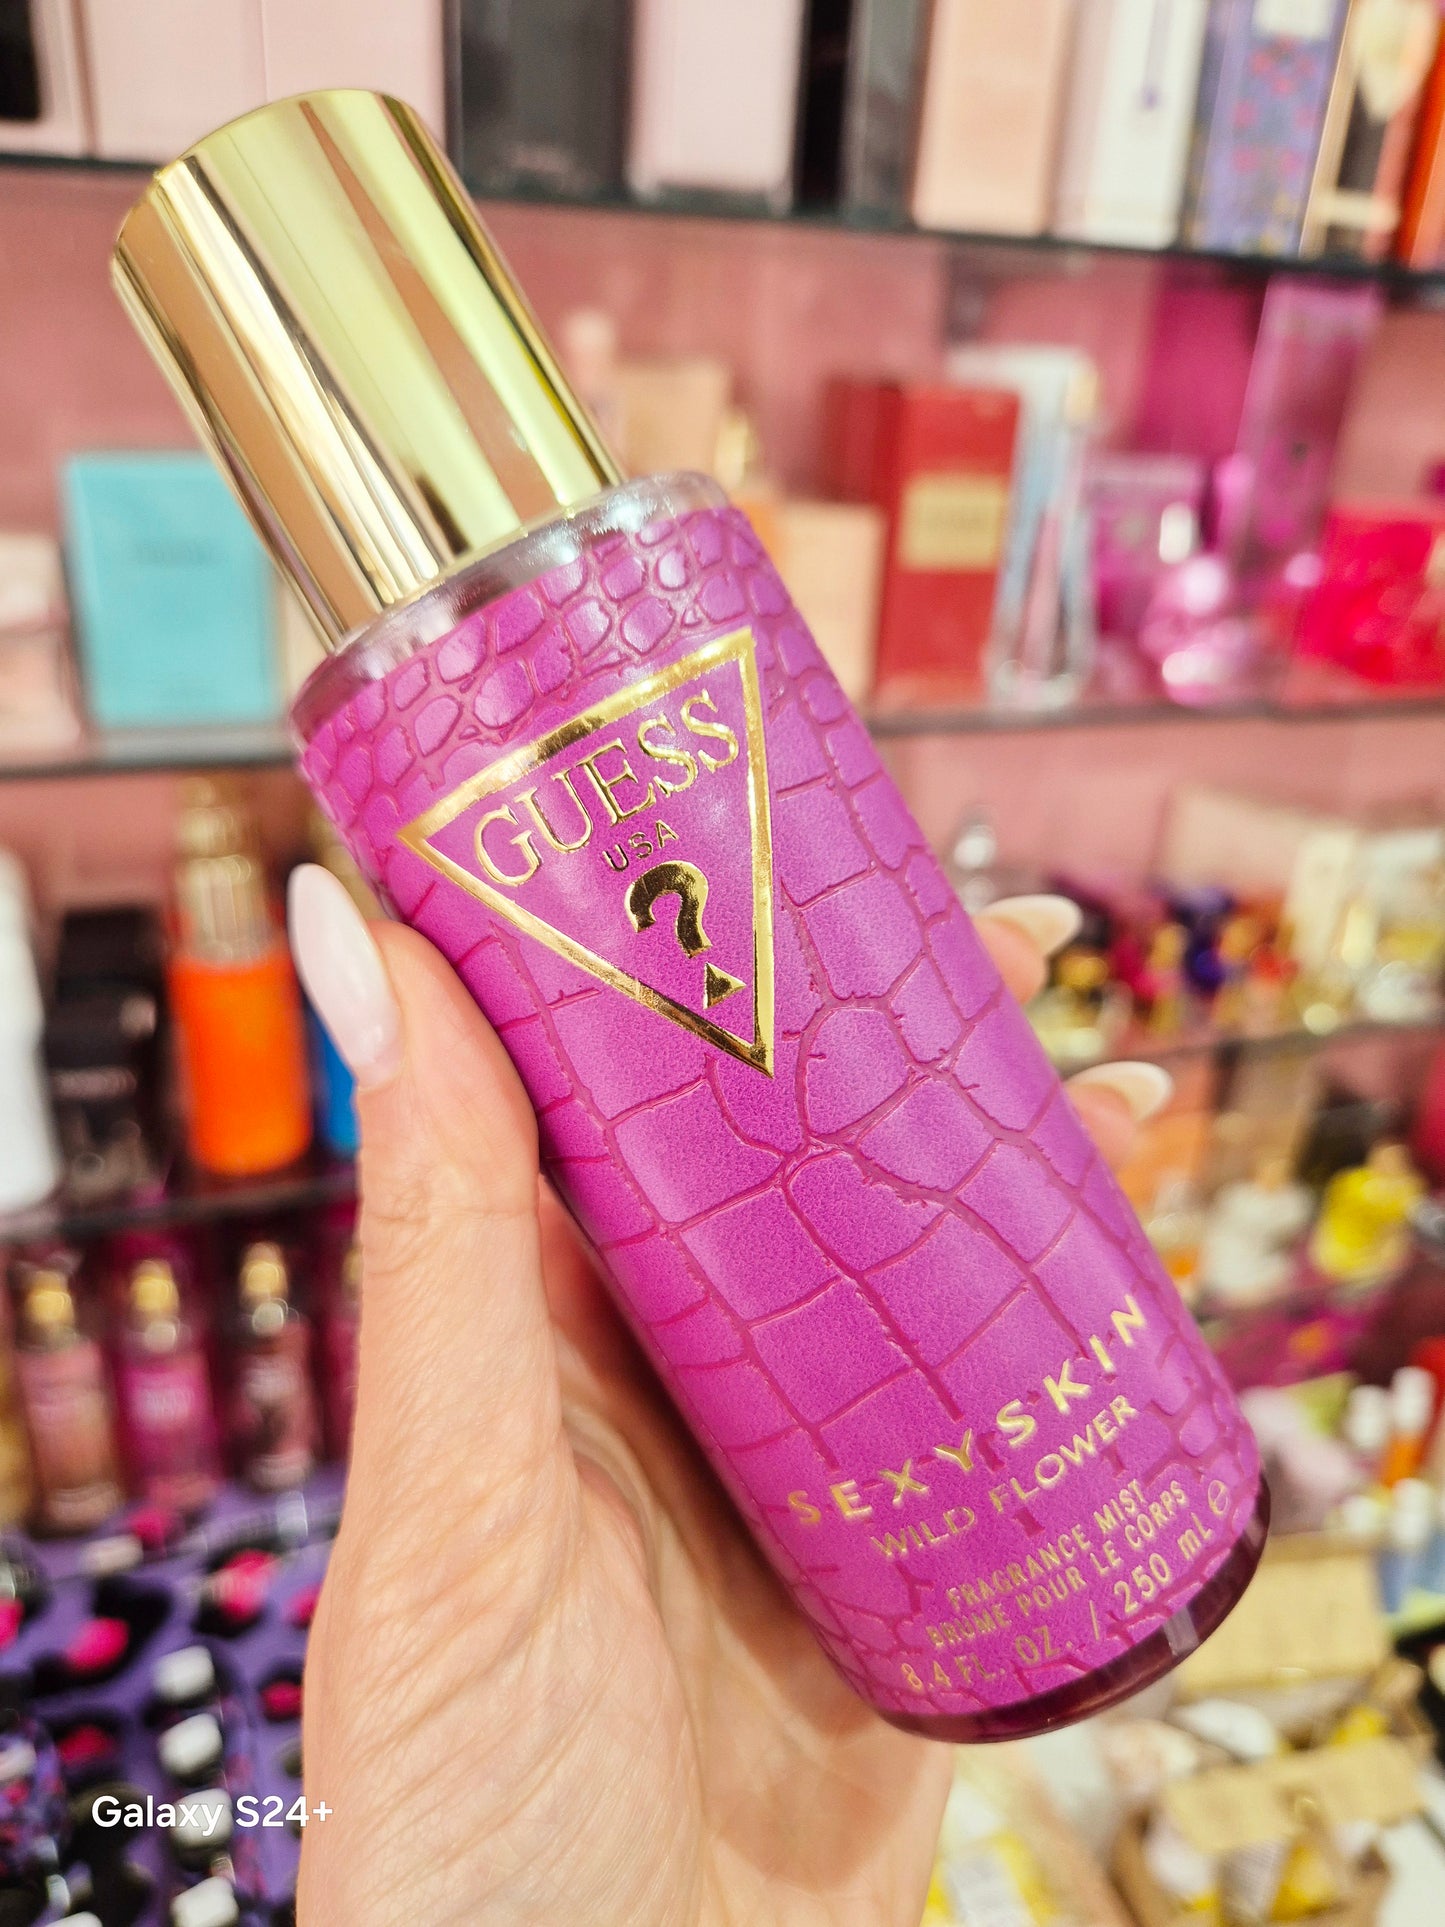 GUESS
USA
?
SEXY SKIN
WILD FLOWER
FRAGRANCE MIST
BRUME POUR LE CORPS
8.4 FL. OZ. / 250 mL ℮
Galaxy S24+